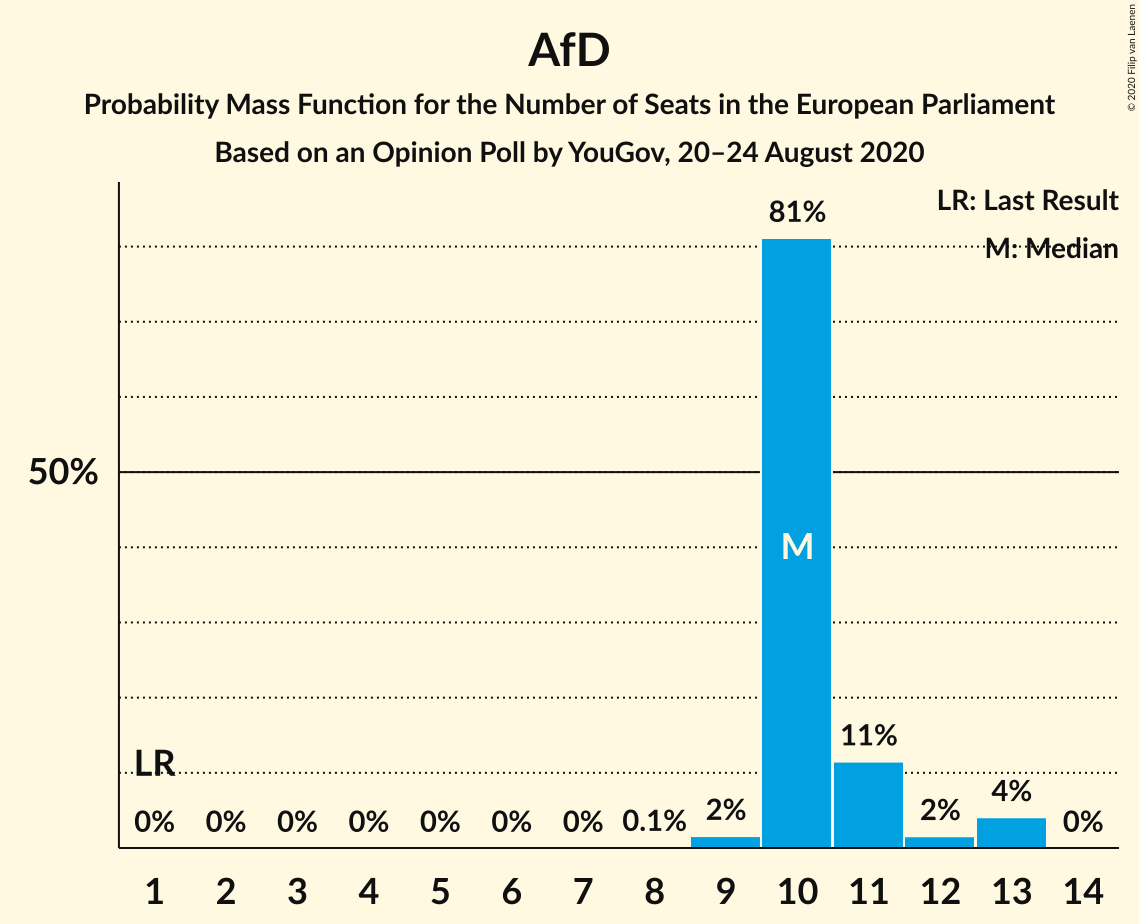 AfD
Probability Mass Function for the Number of Seats in the European Parliament
Based on an Opinion Poll by YouGov, 20–24 August 2020
© 2020 Filip van Laenen
LR: Last Result
M: Median
81%
50%
M
LR
11%
4%
0% 0% 0% 0% 0% 0% 0% 0.1% 2% 2% 0%
1 2 3 4 5 6 7 8 9 10 11 12 13 14